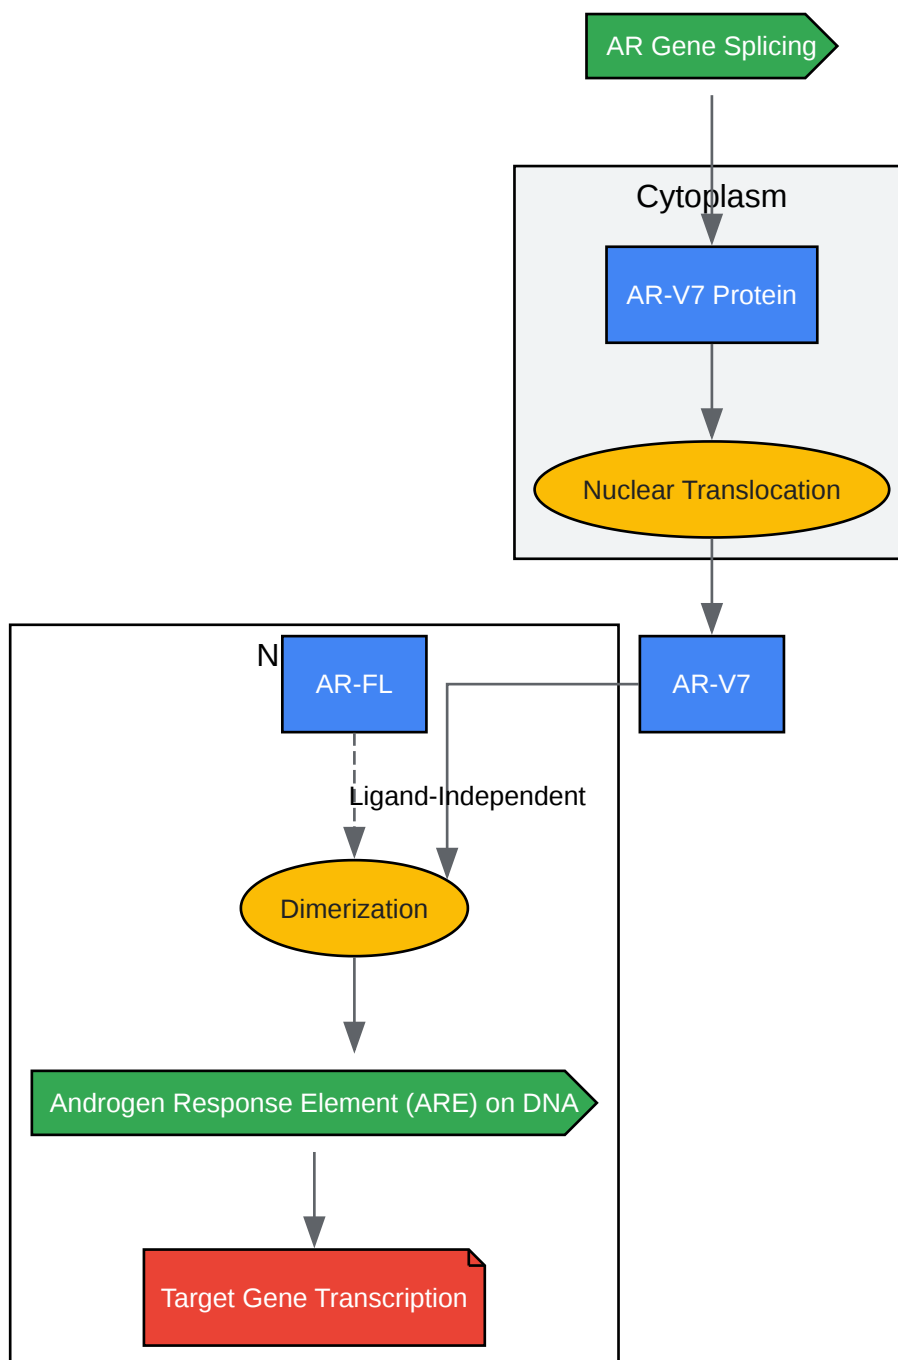 AR Gene Splicing
Cytoplasm
AR-V7 Protein
Nuclear Translocation
N
AR-FL
AR-V7
Ligand-Independent
Dimerization
Androgen Response Element (ARE) on DNA
Target Gene Transcription